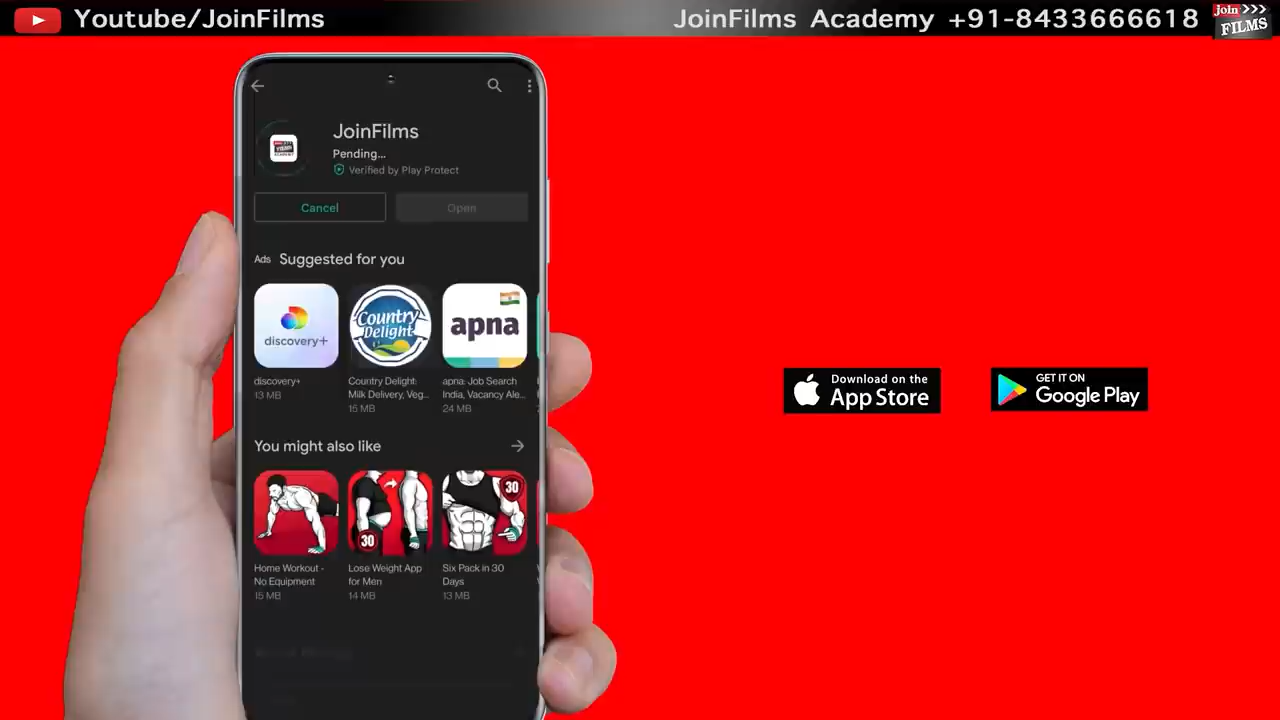 Youtube/JoinFilms
JoinFilms Academy +91-8433666618
Join
FILMS
JoinFilms
Pending...
Verified by Play Protect
Cancel
Open
Ads Suggested for you
discovery+
Country Delight
apna
discovery+
13 MB
Country Delight: Milk Delivery, Veg...
15 MB
apna: Job Search India, Vacancy Ale...
24 MB
You might also like
30
30
Home Workout - No Equipment
15 MB
Lose Weight App for Men
14 MB
Six Pack in 30 Days
13 MB
Download on the
App Store
GET IT ON
Google Play